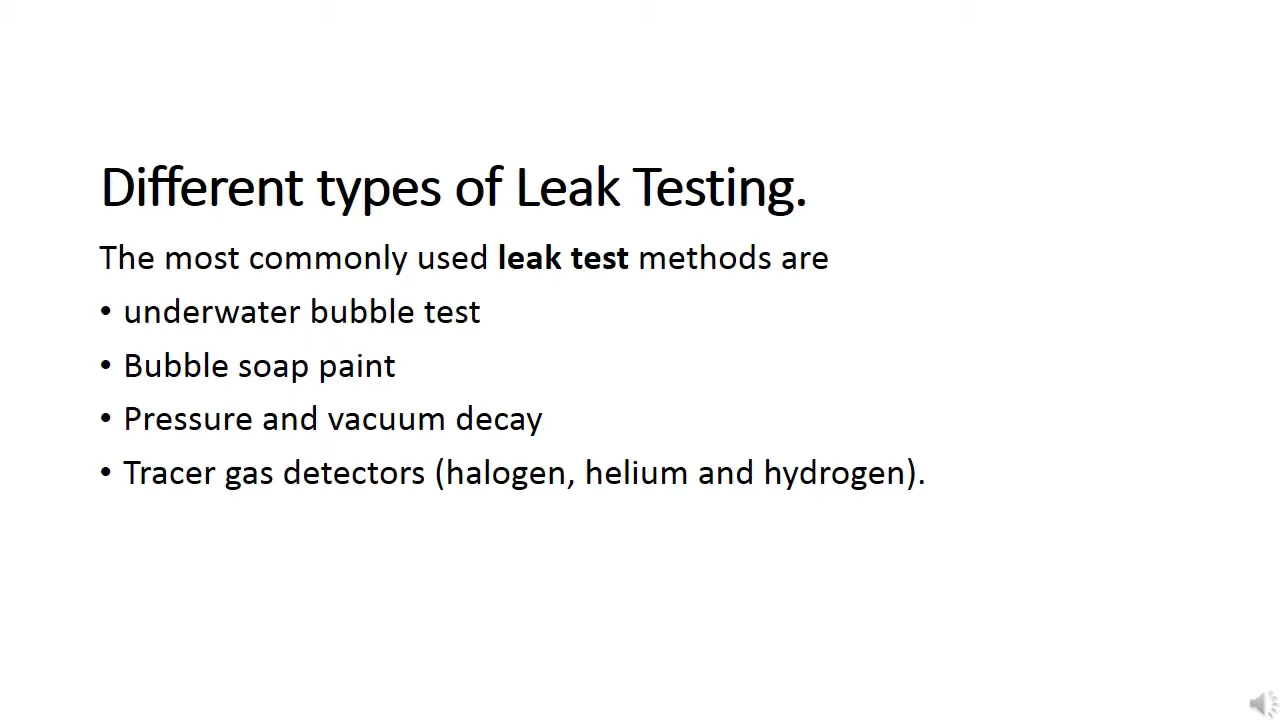 Different types of Leak Testing.
The most commonly used leak test methods are
• underwater bubble test
• Bubble soap paint
• Pressure and vacuum decay
• Tracer gas detectors (halogen, helium and hydrogen).